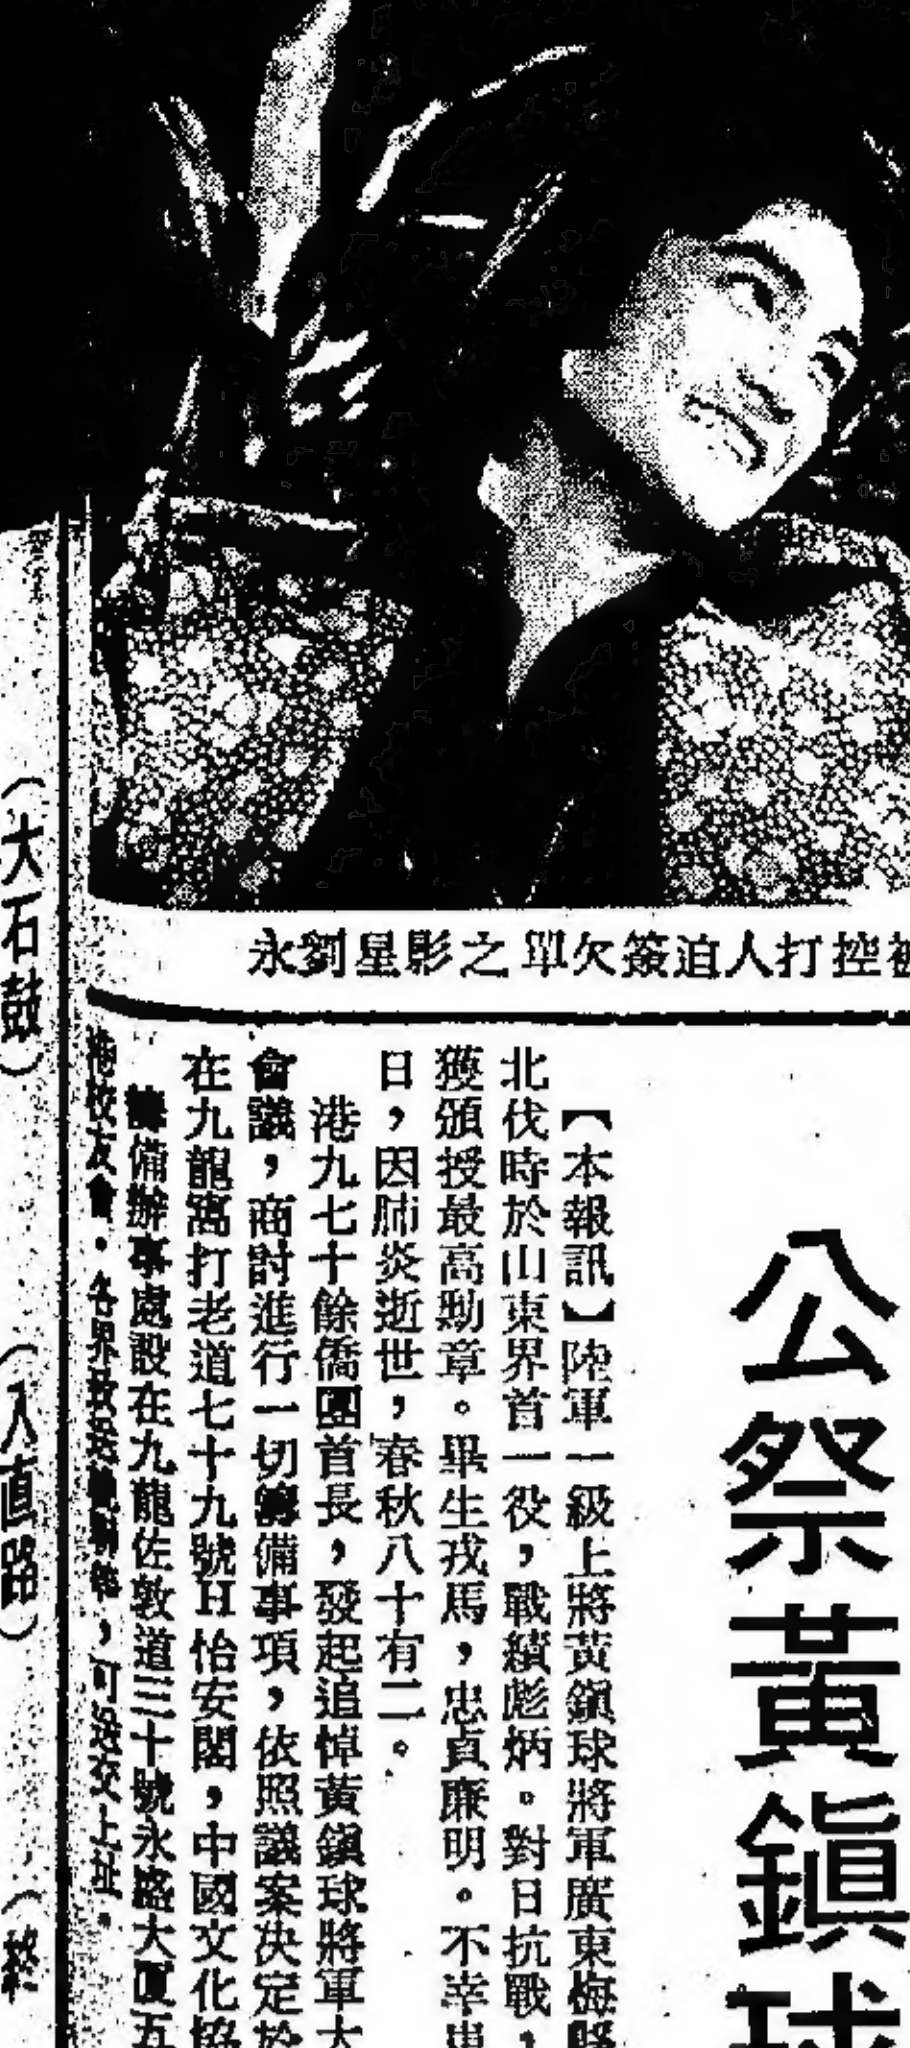 被控打人迫簽欠單之影星劉永
公祭黃鎮球
【本報訊】陸軍一級上將黃鎮球將軍廣東梅縣
北伐時於山東界首一役，戰績彪炳。對日抗戰，
獲頒授最高勳章。畢生戎馬，忠貞廉明。不幸
日，因肺炎逝世，春秋八十有二。
港九七十餘僑團首長，發起追悼黃鎮球將軍大
會議，商討進行一切籌備事項，依照議案决定於
在九龍窩打老道七十九號H怡安閣，中國文化協
籌備辦事處設在九龍佐敦道三十號永盛大厦五
港校友會。各界，可送交上址。
（大石鼓）
（入直路）
（終